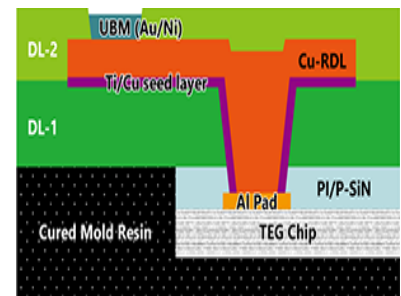 UBM (Au/Ni)
DL-2
Cu-RDL
Ti/Cu seed layer
DL-1
PI/P-SiN
Al Pad
Cured Mold Resin
TEG Chip